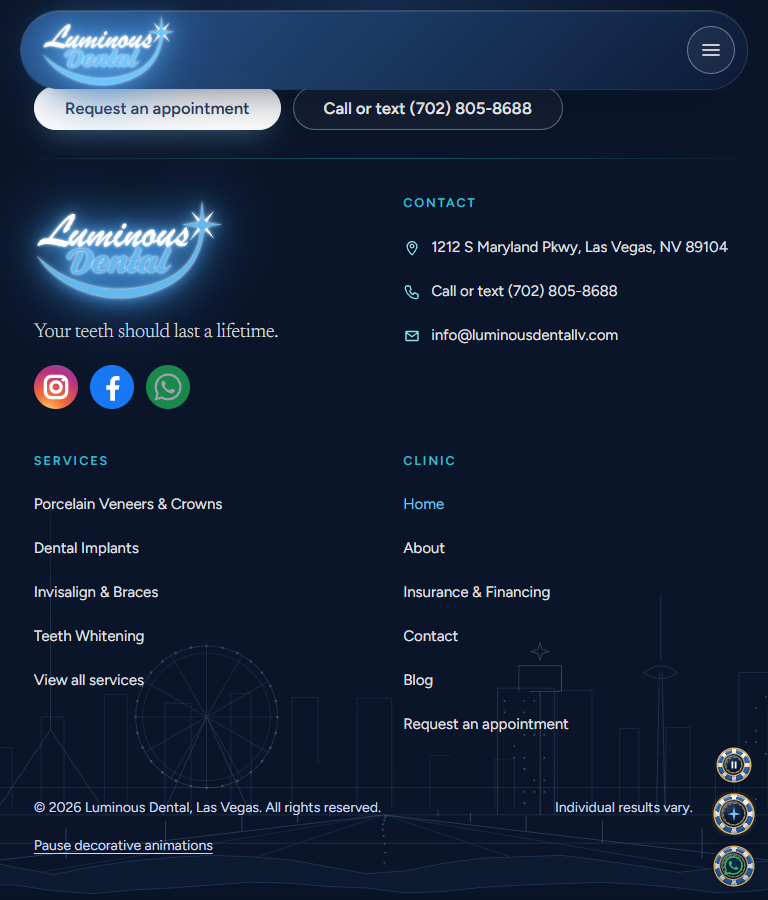 Luminous
Dental
Request an appointment
Call or text (702) 805-8688
Luminous
Dental
Your teeth should last a lifetime.
CONTACT
1212 S Maryland Pkwy, Las Vegas, NV 89104
Call or text (702) 805-8688
info@luminousdentallv.com
SERVICES
Porcelain Veneers & Crowns
Dental Implants
Invisalign & Braces
Teeth Whitening
View all services
CLINIC
Home
About
Insurance & Financing
Contact
Blog
Request an appointment
© 2026 Luminous Dental, Las Vegas. All rights reserved.
Individual results vary.
Pause decorative animations